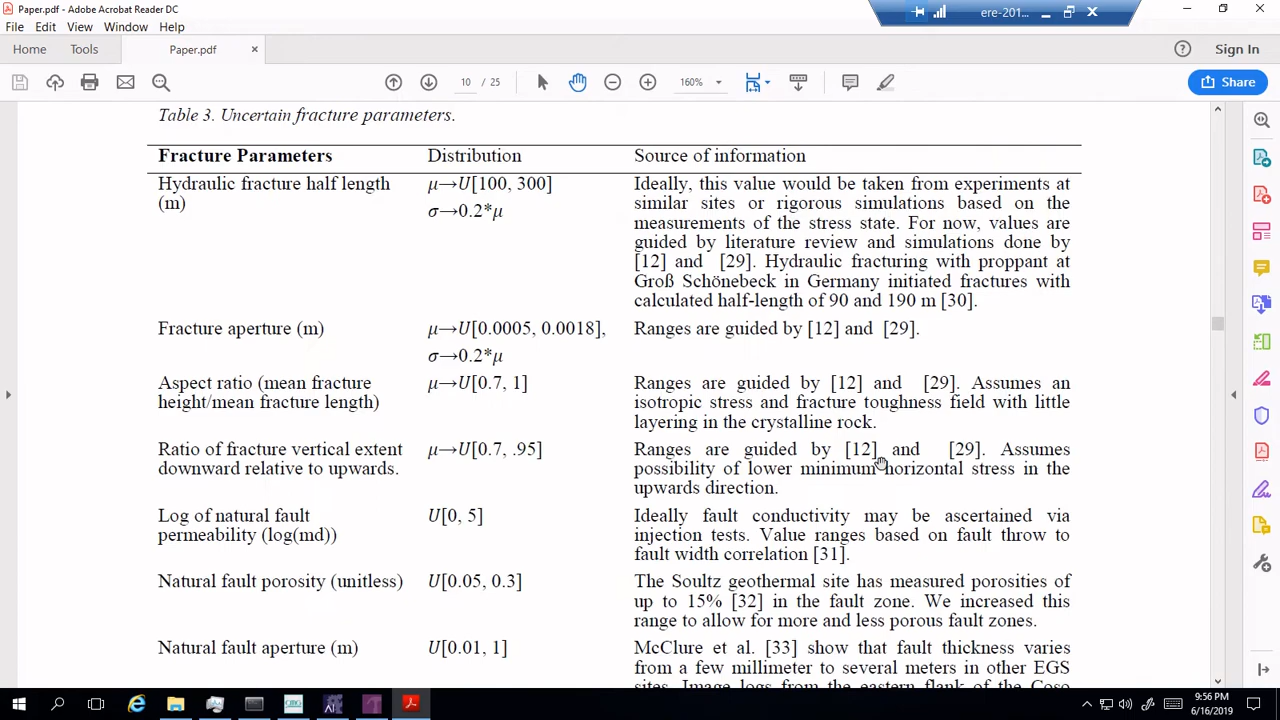 Paper.pdf - Adobe Acrobat Reader DC
ere-201...
File Edit View Window Help
Home Tools Paper.pdf × Sign In
10 / 25 160% Share
Table 3. Uncertain fracture parameters.
Fracture Parameters Distribution Source of information
Hydraulic fracture half length μ→U[100, 300] Ideally, this value would be taken from experiments at
(m) similar sites or rigorous simulations based on the
σ→0.2*μ measurements of the stress state. For now, values are
guided by literature review and simulations done by
[12] and [29]. Hydraulic fracturing with proppant at
Groß Schönebeck in Germany initiated fractures with
calculated half-length of 90 and 190 m [30].
Fracture aperture (m) μ→U[0.0005, 0.0018], Ranges are guided by [12] and [29].
σ→0.2*μ
Aspect ratio (mean fracture μ→U[0.7, 1] Ranges are guided by [12] and [29]. Assumes an
height/mean fracture length) isotropic stress and fracture toughness field with little
layering in the crystalline rock.
Ratio of fracture vertical extent μ→U[0.7, .95] Ranges are guided by [12] and [29]. Assumes
downward relative to upwards. possibility of lower minimum horizontal stress in the
upwards direction.
Log of natural fault U[0, 5] Ideally fault conductivity may be ascertained via
permeability (log(md)) injection tests. Value ranges based on fault throw to
fault width correlation [31].
Natural fault porosity (unitless) U[0.05, 0.3] The Soultz geothermal site has measured porosities of
up to 15% [32] in the fault zone. We increased this
range to allow for more and less porous fault zones.
Natural fault aperture (m) U[0.01, 1] McClure et al. [33] show that fault thickness varies
from a few millimeter to several meters in other EGS
sites. Image logs from the eastern flank of the Coso
9:56 PM
6/16/2019